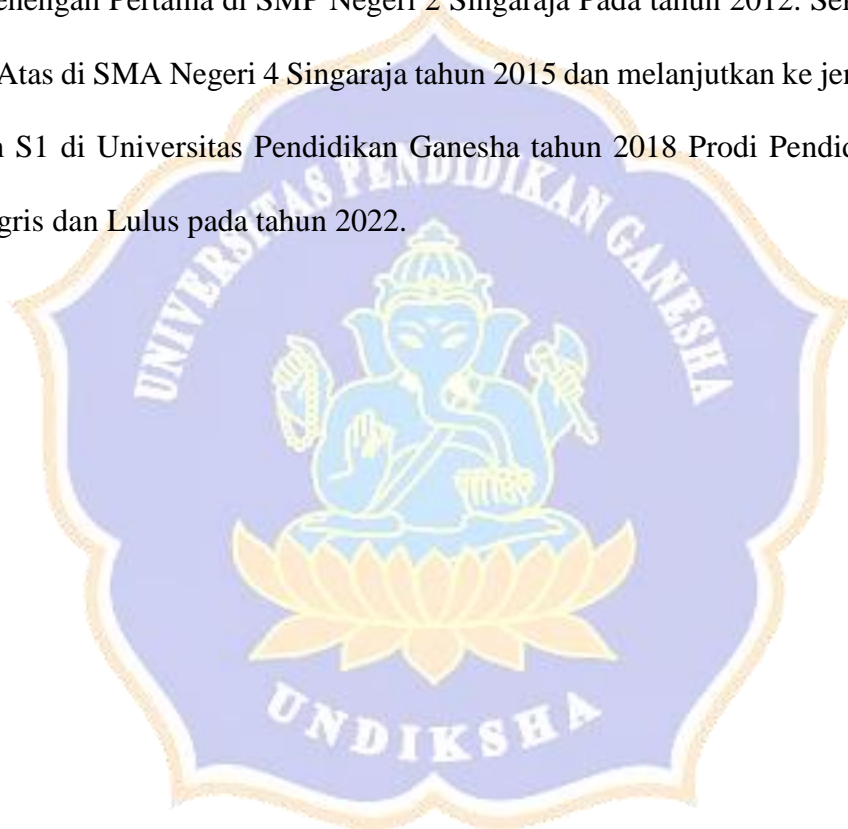 enengan Pertama di SMP Negeri 2 Singaraja Pada tahun 2012. Se
Atas di SMA Negeri 4 Singaraja tahun 2015 dan melanjutkan ke je
S1 di Universitas Pendidikan Ganesha tahun 2018 Prodi Pendid
gris dan Lulus pada tahun 2022.
UNIVERSITAS PENDIDIKAN GANESHA
UNDIKSHA